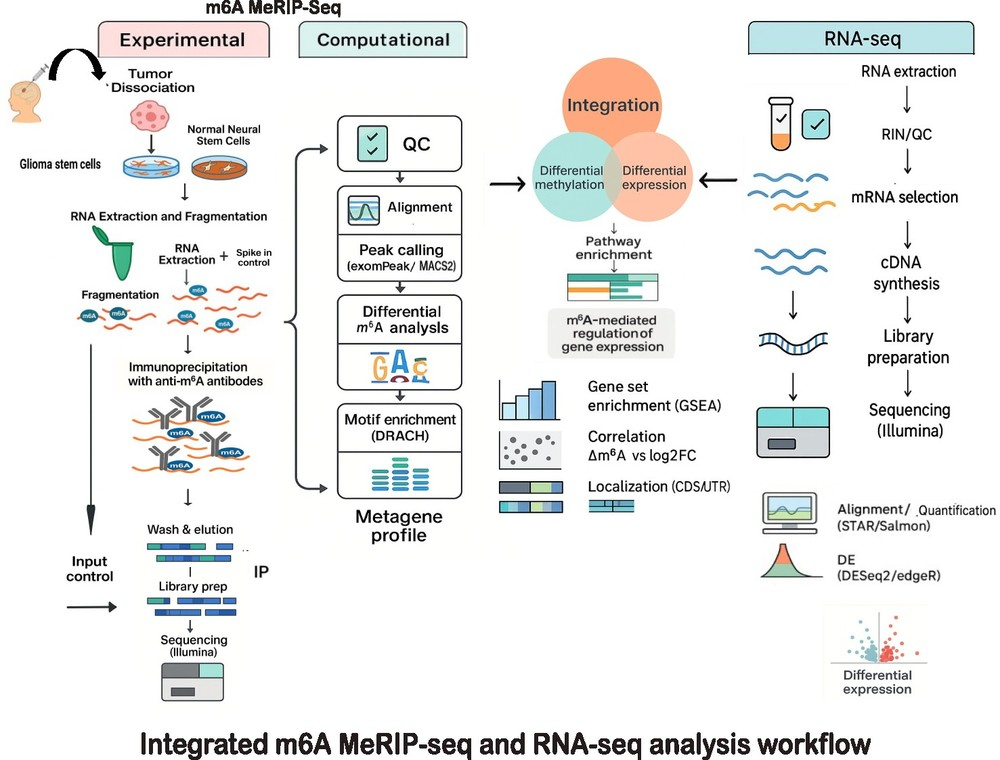 m6A MeRIP-Seq
Experimental
Tumor
Dissociation
Normal Neural
Stem Cells
Glioma stem cells
RNA Extraction and Fragmentation
RNA
Extraction
+
Spike in
control
m6A
Fragmentation
m6A
m6A
m6A
m6A
Immunoprecipitation
with anti-m⁶A antibodies
m6A
m6A
m6A
m6A
Wash & elution
Input
control
IP
Library prep
Sequencing
(Illumina)
Computational
QC
Alignment
Peak calling
(exomPeak/ MACS2)
Differential
m⁶A analysls
GAC
Motif enrichment
(DRACH)
Metagene
profile
Integration
Differential
methylation
Differential
expression
Pathway
enrichment
m⁶A-mediated
regulation of
gene expression
Gene set
enrichment (GSEA)
Correlation
Δm⁶A vs log2FC
Localization (CDS/UTR)
RNA-seq
RNA extraction
RIN/QC
mRNA selection
cDNA
synthesis
Library
preparation
Sequencing
(Illumina)
Alignment/ .Quantification
(STAR/Salmon)
DE
(DESeq2/edgeR)
Differential
expression
Integrated m6A MeRIP-seq and RNA-seq analysis workflow